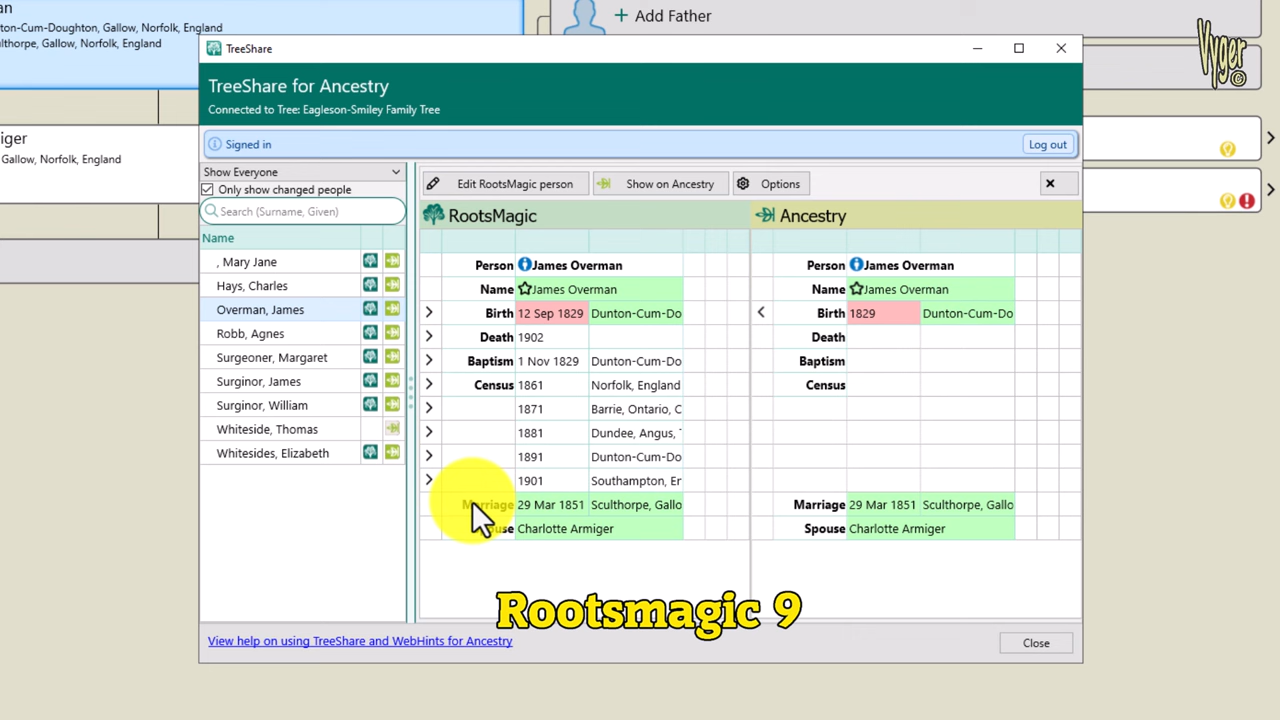 an
ton-Cum-Doughton, Gallow, Norfolk, England
lthorpe, Gallow, Norfolk, England
+ Add Father
Vyger ©
iger
Gallow, Norfolk, England
TreeShare
TreeShare for Ancestry
Connected to Tree: Eagleson-Smiley Family Tree
Signed in
Log out
Show Everyone
Only show changed people
Search (Surname, Given)
Name
, Mary Jane
Hays, Charles
Overman, James
Robb, Agnes
Surgeoner, Margaret
Surginor, James
Surginor, William
Whiteside, Thomas
Whitesides, Elizabeth
Edit RootsMagic person Show on Ancestry Options
RootsMagic Ancestry
Person James Overman Person James Overman
Name James Overman Name James Overman
Birth 12 Sep 1829 Dunton-Cum-Do Birth 1829 Dunton-Cum-Do
Death 1902 Death
Baptism 1 Nov 1829 Dunton-Cum-Do Baptism
Census 1861 Norfolk, England Census
1871 Barrie, Ontario, C
1881 Dundee, Angus,
1891 Dunton-Cum-Do
1901 Southampton, En
Marriage 29 Mar 1851 Sculthorpe, Gallo Marriage 29 Mar 1851 Sculthorpe, Gallo
Spouse Charlotte Armiger Spouse Charlotte Armiger
Rootsmagic 9
View help on using TreeShare and WebHints for Ancestry
Close